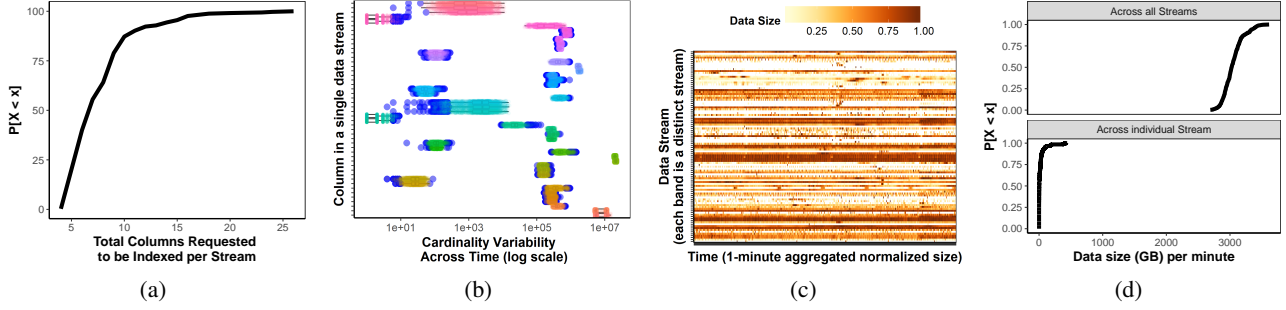 P[X < x]
100
75
50
25
0
5
10
15
20
25
Total Columns Requested
to be Indexed per Stream
(a)
Column in a single data stream
1e+01
1e+03
1e+05
1e+07
Cardinality Variability
Across Time (log scale)
(b)
Data Size
0.25
0.50
0.75
1.00
Data Stream
(each band is a distinct stream)
Time (1-minute aggregated normalized size)
(c)
P[X < x]
Across all Streams
1.00
0.75
0.50
0.25
0.00
Across individual Stream
1.00
0.75
0.50
0.25
0.00
0
1000
2000
3000
Data size (GB) per minute
(d)